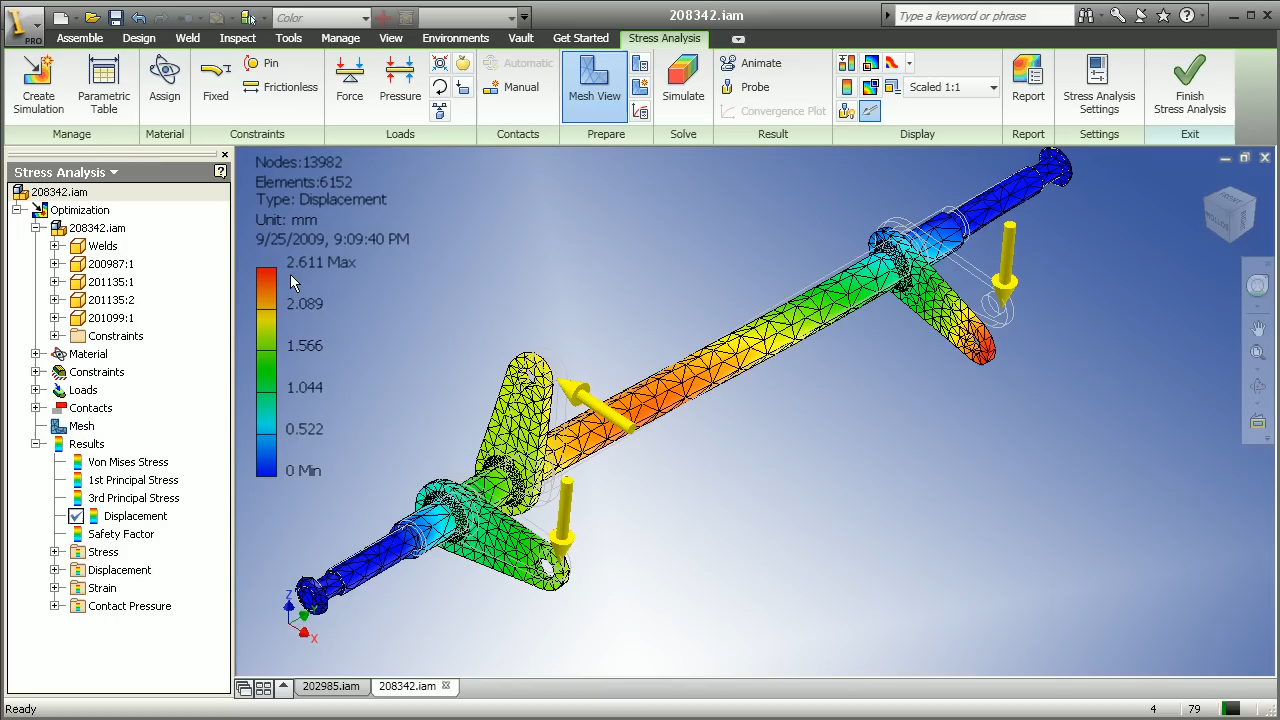 208342.iam
Color
Type a keyword or phrase
PRO
Assemble Design Weld Inspect Tools Manage View Environments Vault Get Started Stress Analysis
Create Simulation
Parametric Table
Assign
Fixed
Pin
Frictionless
Force
Pressure
Automatic
Manual
Mesh View
Simulate
Animate
Probe
Convergence Plot
Scaled 1:1
Report
Stress Analysis Settings
Finish Stress Analysis
Manage Material Constraints Loads Contacts Prepare Solve Result Display Report Settings Exit
Stress Analysis
208342.iam
Optimization
208342.iam
Welds
200987:1
201135:1
201135:2
201099:1
Constraints
Material
Constraints
Loads
Contacts
Mesh
Results
Von Mises Stress
1st Principal Stress
3rd Principal Stress
Displacement
Safety Factor
Stress
Displacement
Strain
Contact Pressure
Nodes:13982
Elements:6152
Type: Displacement
Unit: mm
9/25/2009, 9:09:40 PM
2.611 Max
2.089
1.566
1.044
0.522
0 Min
FRONT
Z
X
202985.iam 208342.iam
Ready 4 79